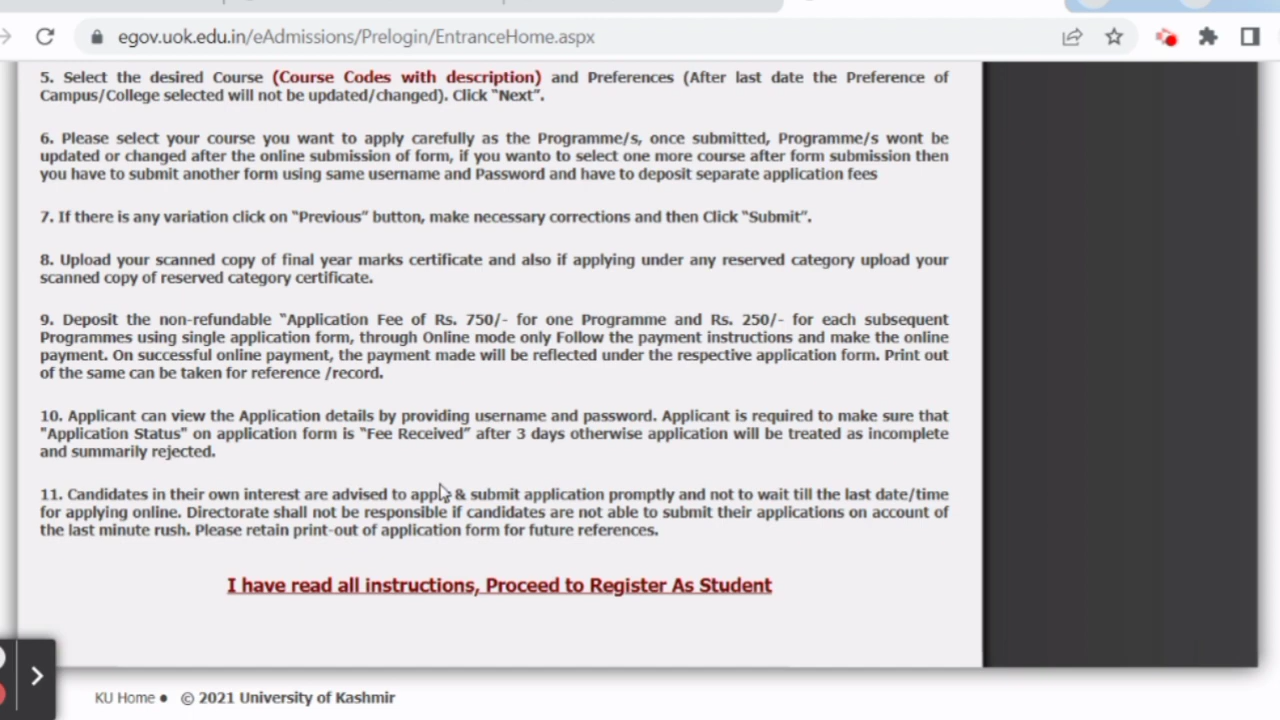 egov.uok.edu.in/eAdmissions/Prelogin/EntranceHome.aspx
5. Select the desired Course (Course Codes with description) and Preferences (After last date the Preference of
Campus/College selected will not be updated/changed). Click "Next".
6. Please select your course you want to apply carefully as the Programme/s, once submitted, Programme/s wont be
updated or changed after the online submission of form, if you wanto to select one more course after form submission then
you have to submit another form using same username and Password and have to deposit separate application fees
7. If there is any variation click on "Previous" button, make necessary corrections and then Click "Submit".
8. Upload your scanned copy of final year marks certificate and also if applying under any reserved category upload your
scanned copy of reserved category certificate.
9. Deposit the non-refundable "Application Fee of Rs. 750/- for one Programme and Rs. 250/- for each subsequent
Programmes using single application form, through Online mode only Follow the payment instructions and make the online
payment. On successful online payment, the payment made will be reflected under the respective application form. Print out
of the same can be taken for reference /record.
10. Applicant can view the Application details by providing username and password. Applicant is required to make sure that
"Application Status" on application form is "Fee Received" after 3 days otherwise application will be treated as incomplete
and summarily rejected.
11. Candidates in their own interest are advised to apply & submit application promptly and not to wait till the last date/time
for applying online. Directorate shall not be responsible if candidates are not able to submit their applications on account of
the last minute rush. Please retain print-out of application form for future references.
I have read all instructions, Proceed to Register As Student
KU Home • © 2021 University of Kashmir